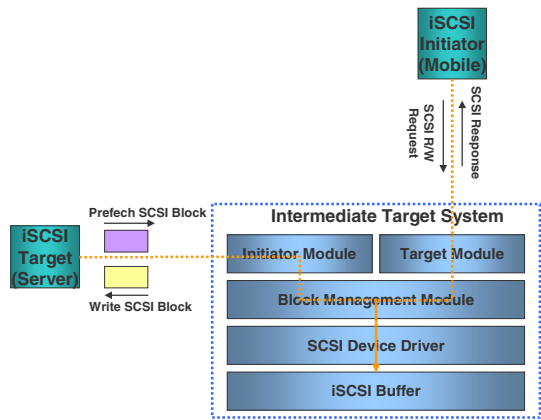 iSCSI
Initiator
(Mobile)
SCSI Response
SCSI R/W
Request
Prefech SCSI Block
iSCSI
Target
(Server)
Write SCSI Block
Intermediate Target System
Initiator Module
Target Module
Block Management Module
SCSI Device Driver
iSCSI Buffer